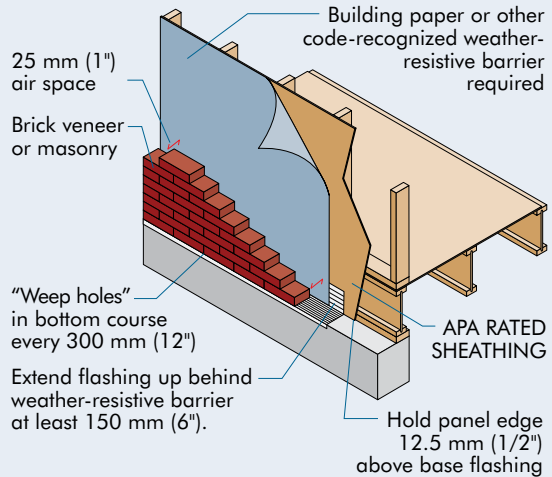 Building paper or other
code-recognized weather-
resistive barrier
required
25 mm (1")
air space
Brick veneer
or masonry
“Weep holes”
in bottom course
every 300 mm (12")
Extend flashing up behind
weather-resistive barrier
at least 150 mm (6").
APA RATED
SHEATHING
Hold panel edge
12.5 mm (1/2")
above base flashing